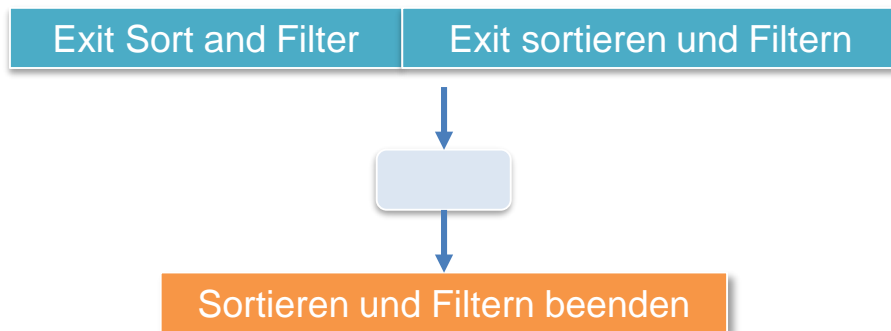 Exit Sort and Filter
Exit sortieren und Filtern
Sortieren und Filtern beenden